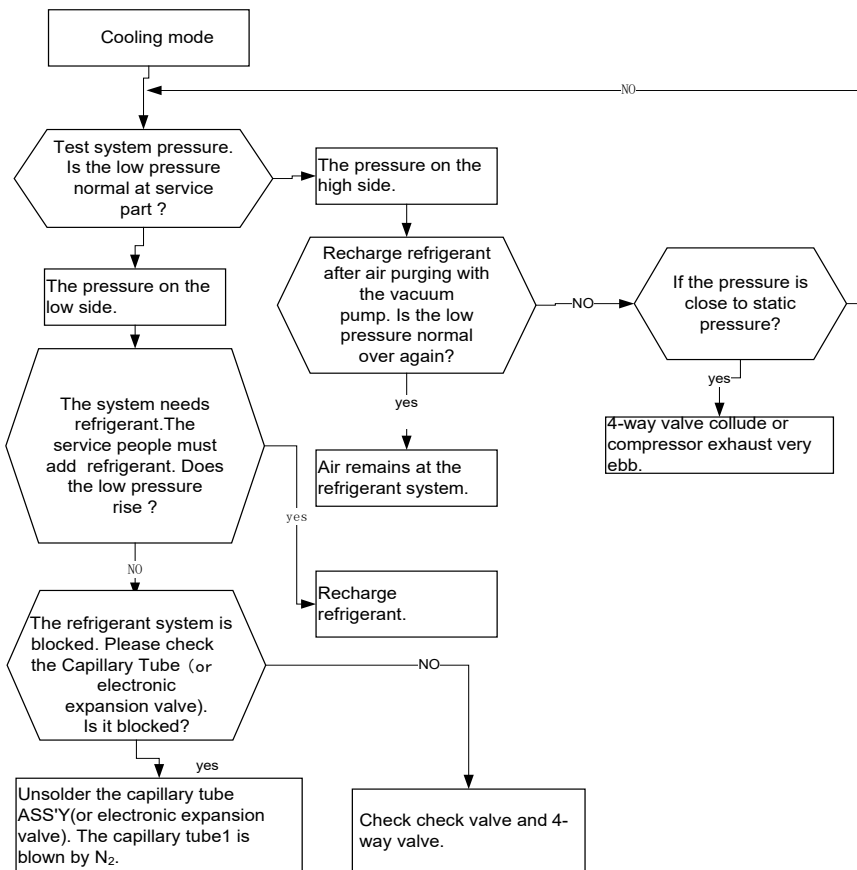 Cooling mode
NO
Test system pressure.
Is the low pressure
normal at service
part ?
The pressure on the
high side.
The pressure on the
low side.
Recharge refrigerant
after air purging with
the vacuum
pump. Is the low
pressure normal
over again?
NO
If the pressure is
close to static
pressure?
yes
yes
4-way valve collude or
compressor exhaust very
ebb.
The system needs
refrigerant.The
service people must
add refrigerant. Does
the low pressure
rise ?
Air remains at the
refrigerant system.
yes
NO
Recharge
refrigerant.
The refrigerant system is
blocked. Please check
the Capillary Tube（or
electronic
expansion valve).
Is it blocked?
NO
yes
Unsolder the capillary tube
ASS'Y(or electronic expansion
valve). The capillary tube1 is
blown by N₂.
Check check valve and 4-
way valve.